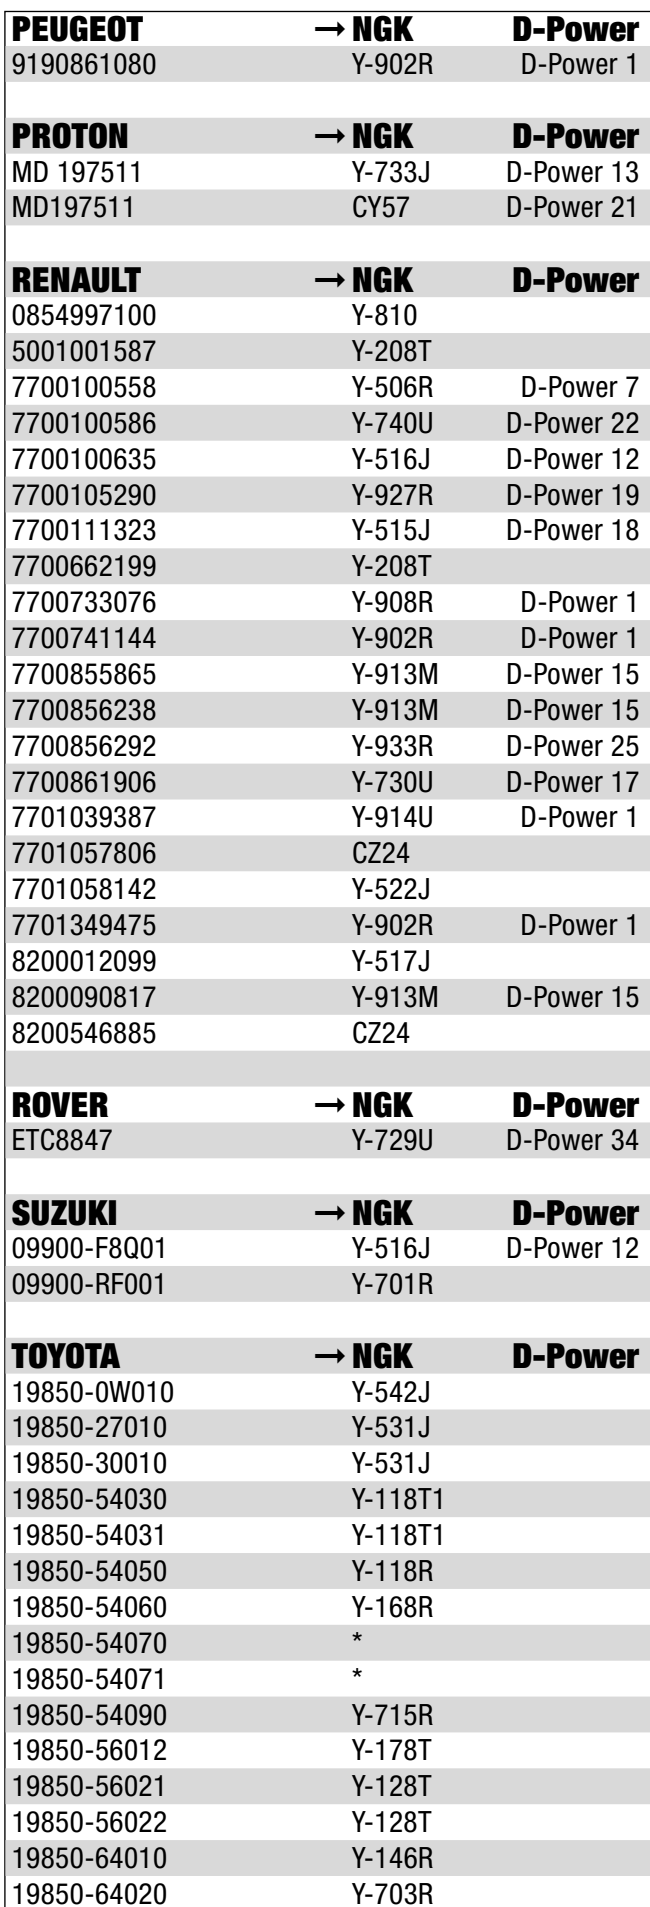 PEUGEOT → NGK D-Power
9190861080 Y-902R D-Power 1
PROTON → NGK D-Power
MD 197511 Y-733J D-Power 13
MD197511 CY57 D-Power 21
RENAULT → NGK D-Power
0854997100 Y-810
5001001587 Y-208T
7700100558 Y-506R D-Power 7
7700100586 Y-740U D-Power 22
7700100635 Y-516J D-Power 12
7700105290 Y-927R D-Power 19
7700111323 Y-515J D-Power 18
7700662199 Y-208T
7700733076 Y-908R D-Power 1
7700741144 Y-902R D-Power 1
7700855865 Y-913M D-Power 15
7700856238 Y-913M D-Power 15
7700856292 Y-933R D-Power 25
7700861906 Y-730U D-Power 17
7701039387 Y-914U D-Power 1
7701057806 CZ24
7701058142 Y-522J
7701349475 Y-902R D-Power 1
8200012099 Y-517J
8200090817 Y-913M D-Power 15
8200546885 CZ24
ROVER → NGK D-Power
ETC8847 Y-729U D-Power 34
SUZUKI → NGK D-Power
09900-F8Q01 Y-516J D-Power 12
09900-RF001 Y-701R
TOYOTA → NGK D-Power
19850-0W010 Y-542J
19850-27010 Y-531J
19850-30010 Y-531J
19850-54030 Y-118T1
19850-54031 Y-118T1
19850-54050 Y-118R
19850-54060 Y-168R
19850-54070 *
19850-54071 *
19850-54090 Y-715R
19850-56012 Y-178T
19850-56021 Y-128T
19850-56022 Y-128T
19850-64010 Y-146R
19850-64020 Y-703R